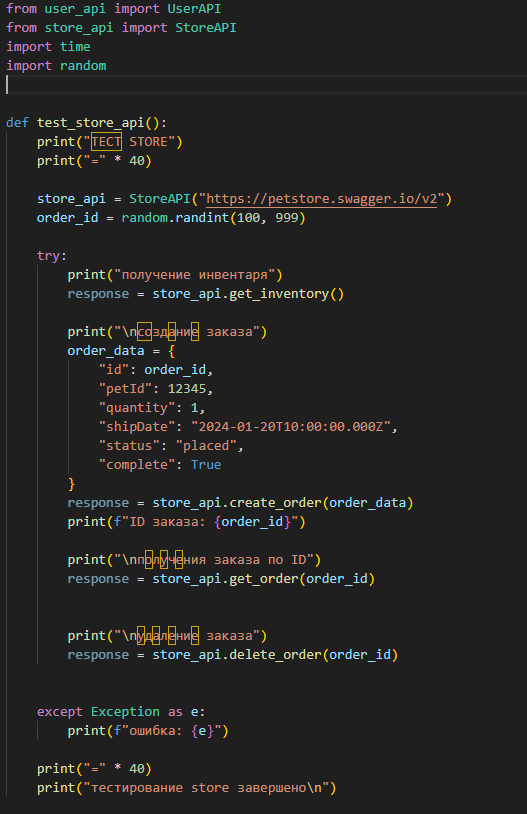 from user_api import UserAPI
from store_api import StoreAPI
import time
import random
def test_store_api():
print("ТЕСТ STORE")
print("=" * 40)
store_api = StoreAPI("https://petstore.swagger.io/v2")
order_id = random.randint(100, 999)
try:
print("получение инвентаря")
response = store_api.get_inventory()
print("\nсоздание заказа")
order_data = {
"id": order_id,
"petId": 12345,
"quantity": 1,
"shipDate": "2024-01-20T10:00:00.000Z",
"status": "placed",
"complete": True
}
response = store_api.create_order(order_data)
print(f"ID заказа: {order_id}")
print("\nполучения заказа по ID")
response = store_api.get_order(order_id)
print("\nудаление заказа")
response = store_api.delete_order(order_id)
except Exception as e:
print(f"ошибка: {e}")
print("=" * 40)
print("тестирование store завершено\n")